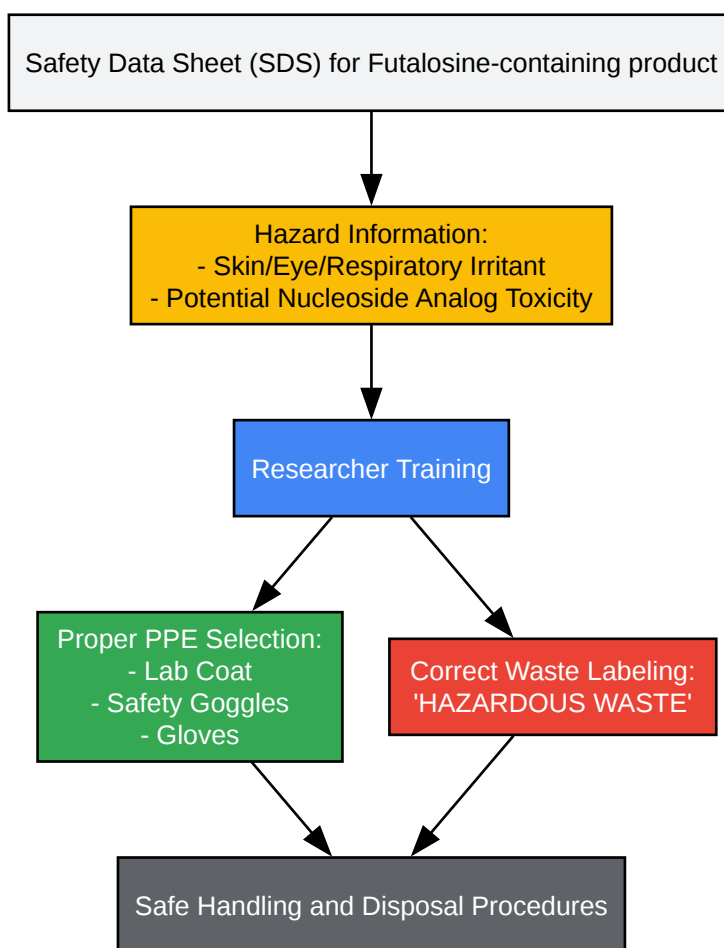 Safety Data Sheet (SDS) for Futalosine-containing product
Hazard Information:
- Skin/Eye/Respiratory Irritant
- Potential Nucleoside Analog Toxicity
Researcher Training
Proper PPE Selection:
- Lab Coat
- Safety Goggles
- Gloves
Correct Waste Labeling:
'HAZARDOUS WASTE'
Safe Handling and Disposal Procedures